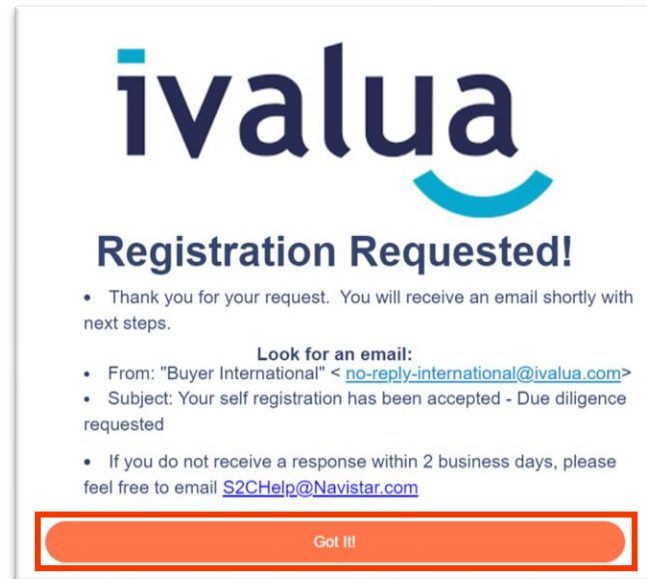 ivalua
Registration Requested!
• Thank you for your request.  You will receive an email shortly with
next steps.
Look for an email:
• From: "Buyer International" < no-reply-international@ivalua.com>
• Subject: Your self registration has been accepted - Due diligence
requested
• If you do not receive a response within 2 business days, please
feel free to email S2CHelp@Navistar.com
Got It!